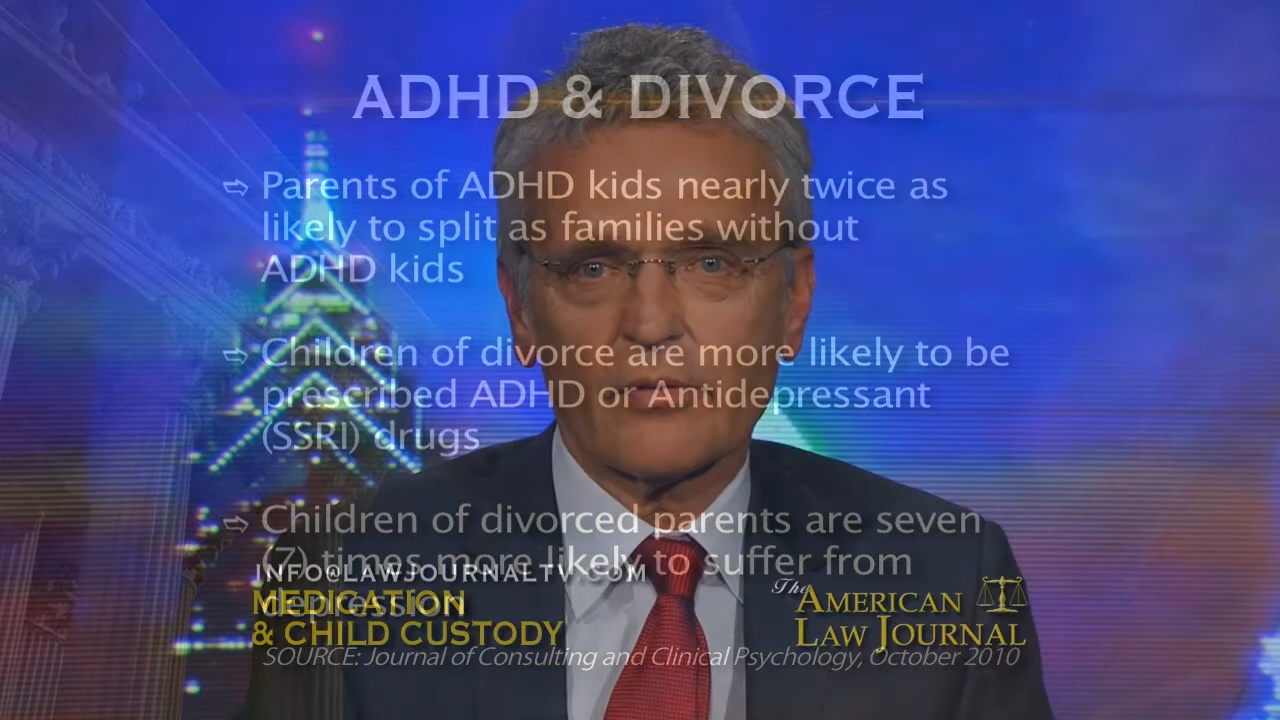 ADHD & DIVORCE
⇨ Parents of ADHD kids nearly twice as
likely to split as families without
ADHD kids
⇨ Children of divorce are more likely to be
prescribed ADHD or Antidepressant
(SSRI) drugs
⇨ Children of divorced parents are seven
(7) times more likely to suffer from
depression
INFO@LAWJOURNALTV.COM
MEDICATION
& CHILD CUSTODY
The
AMERICAN
LAW JOURNAL
SOURCE: Journal of Consulting and Clinical Psychology, October 2010